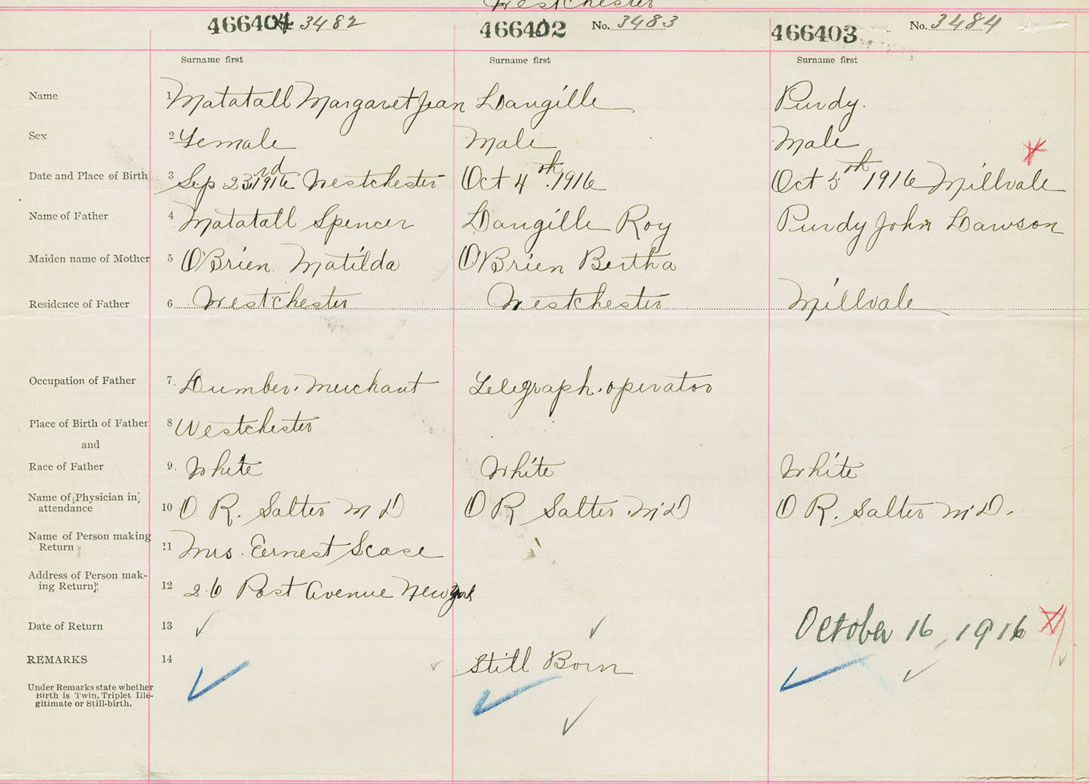 Westchester
466401 3482 466402 No. 3483 466403 No. 3484
Surname first Surname first Surname first
Name 1 Matatall Margaret Jean Langille Purdy.
Sex 2 Female Male Male
Date and Place of Birth 3 Sep 23rd 1916 Westchester Oct 4th 1916 Oct 5th 1916 Millvale
Name of Father 4 Matatall Spencer Langille Roy Purdy John Lawson
Maiden name of Mother 5 O'Brien Matilda O'Brien Bertha
Residence of Father 6 Westchester Westchester Millvale
Occupation of Father 7. Lumber. Merchant Telegraph. operator
Place of Birth of Father 8 Westchester
and
Race of Father 9. White White White
Name of Physician in
attendance 10 O R. Salter M D O R Salter M D O R. Salter M D.
Name of Person making
Return 11 Mrs. Ernest Scase
Address of Person mak-
ing Return 12 26 Post Avenue New York
Date of Return 13 October 16, 1916
REMARKS 14 Still Born
Under Remarks state whether
Birth is Twin, Triplet Ille-
gitimate or Still-birth.